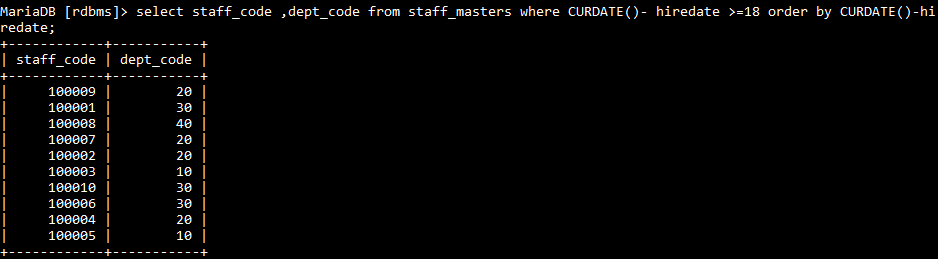 MariaDB [rdbms]> select staff_code ,dept_code from staff_masters where CURDATE()- hiredate >=18 order by CURDATE()-hi
redate;
+------------+-----------+
| staff_code | dept_code |
+------------+-----------+
|     100009 |        20 |
|     100001 |        30 |
|     100008 |        40 |
|     100007 |        20 |
|     100002 |        20 |
|     100003 |        10 |
|     100010 |        30 |
|     100006 |        30 |
|     100004 |        20 |
|     100005 |        10 |
+------------+-----------+